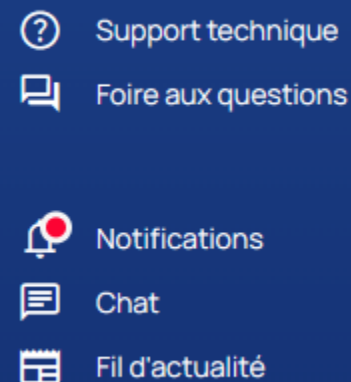 Support technique
Foire aux questions
Notifications
Chat
Fil d'actualité